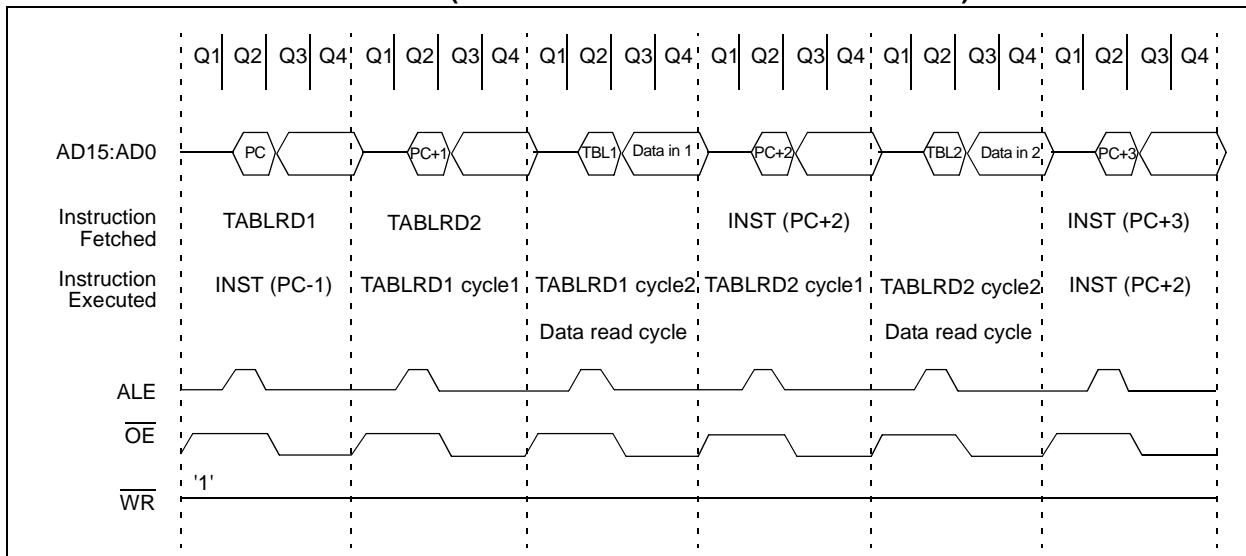 Q1 Q2 Q3 Q4 Q1 Q2 Q3 Q4 Q1 Q2 Q3 Q4 Q1 Q2 Q3 Q4 Q1 Q2 Q3 Q4 Q1 Q2 Q3 Q4
AD15:AD0 PC PC+1 TBL1 Data in 1 PC+2 TBL2 Data in 2 PC+3
Instruction
Fetched
TABLRD1 TABLRD2 INST (PC+2) INST (PC+3)
Instruction
Executed
INST (PC-1) TABLRD1 cycle1 TABLRD1 cycle2 TABLRD2 cycle1 TABLRD2 cycle2 INST (PC+2)
Data read cycle Data read cycle
ALE
OE
'1'
WR